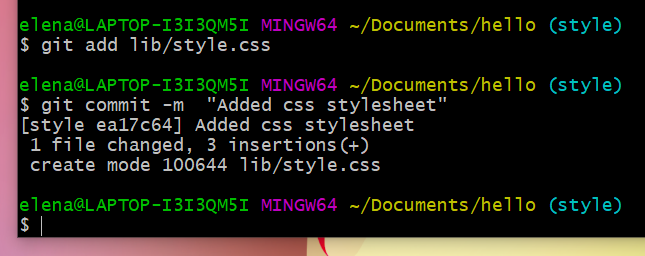 elena@LAPTOP-I3I3QM5I MINGW64 ~/Documents/hello (style)
$ git add lib/style.css
elena@LAPTOP-I3I3QM5I MINGW64 ~/Documents/hello (style)
$ git commit -m  "Added css stylesheet"
[style ea17c64] Added css stylesheet
 1 file changed, 3 insertions(+)
 create mode 100644 lib/style.css
elena@LAPTOP-I3I3QM5I MINGW64 ~/Documents/hello (style)
$